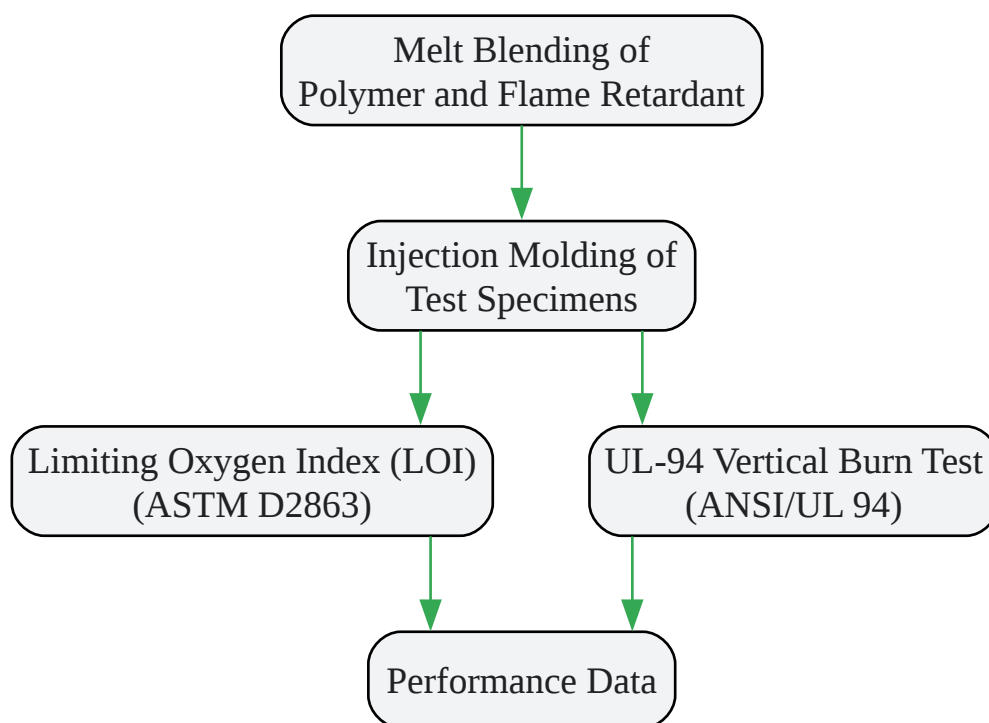 Melt Blending of
Polymer and Flame Retardant
Injection Molding of
Test Specimens
Limiting Oxygen Index (LOI)
(ASTM D2863)
UL-94 Vertical Burn Test
(ANSI/UL 94)
Performance Data